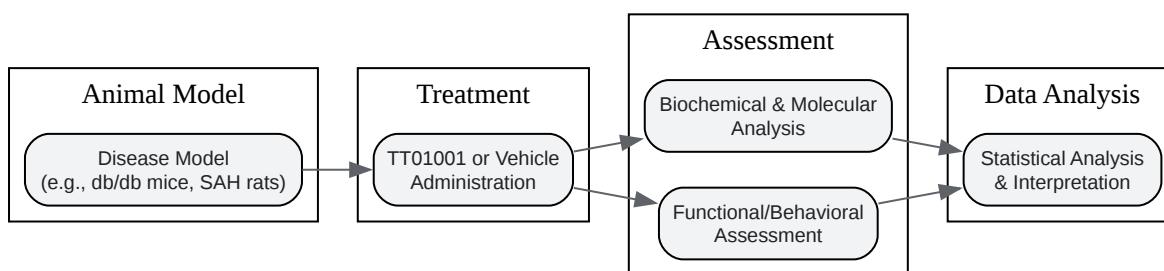 Animal Model
Disease Model
(e.g., db/db mice, SAH rats)
Treatment
TT01001 or Vehicle
Administration
Assessment
Biochemical & Molecular
Analysis
Functional/Behavioral
Assessment
Data Analysis
Statistical Analysis
& Interpretation